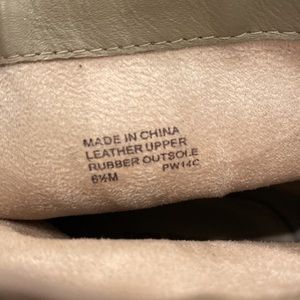 MADE IN CHINA
LEATHER UPPER
RUBBER OUTSOLE
6½M PW14C